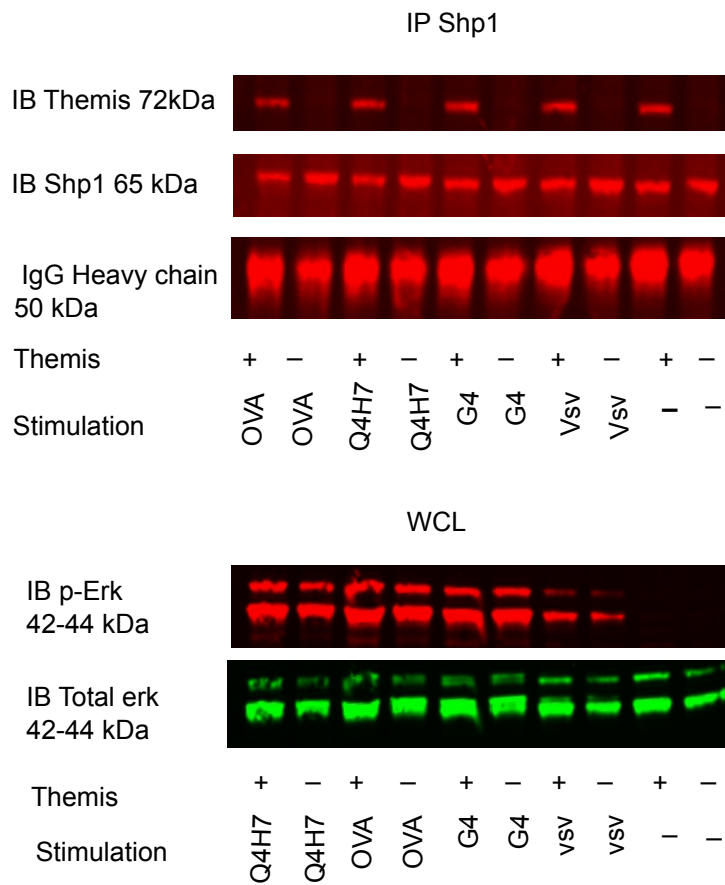 IP Shp1
IB Themis 72kDa
IB Shp1 65 kDa
IgG Heavy chain
50 kDa
Themis + – + – + – + – + –
Stimulation OVA OVA Q4H7 Q4H7 G4 G4 Vsv Vsv – –
WCL
IB p-Erk
42-44 kDa
IB Total erk
42-44 kDa
Themis + – + – + – + – + –
Stimulation Q4H7 Q4H7 OVA OVA G4 G4 vsv vsv – –